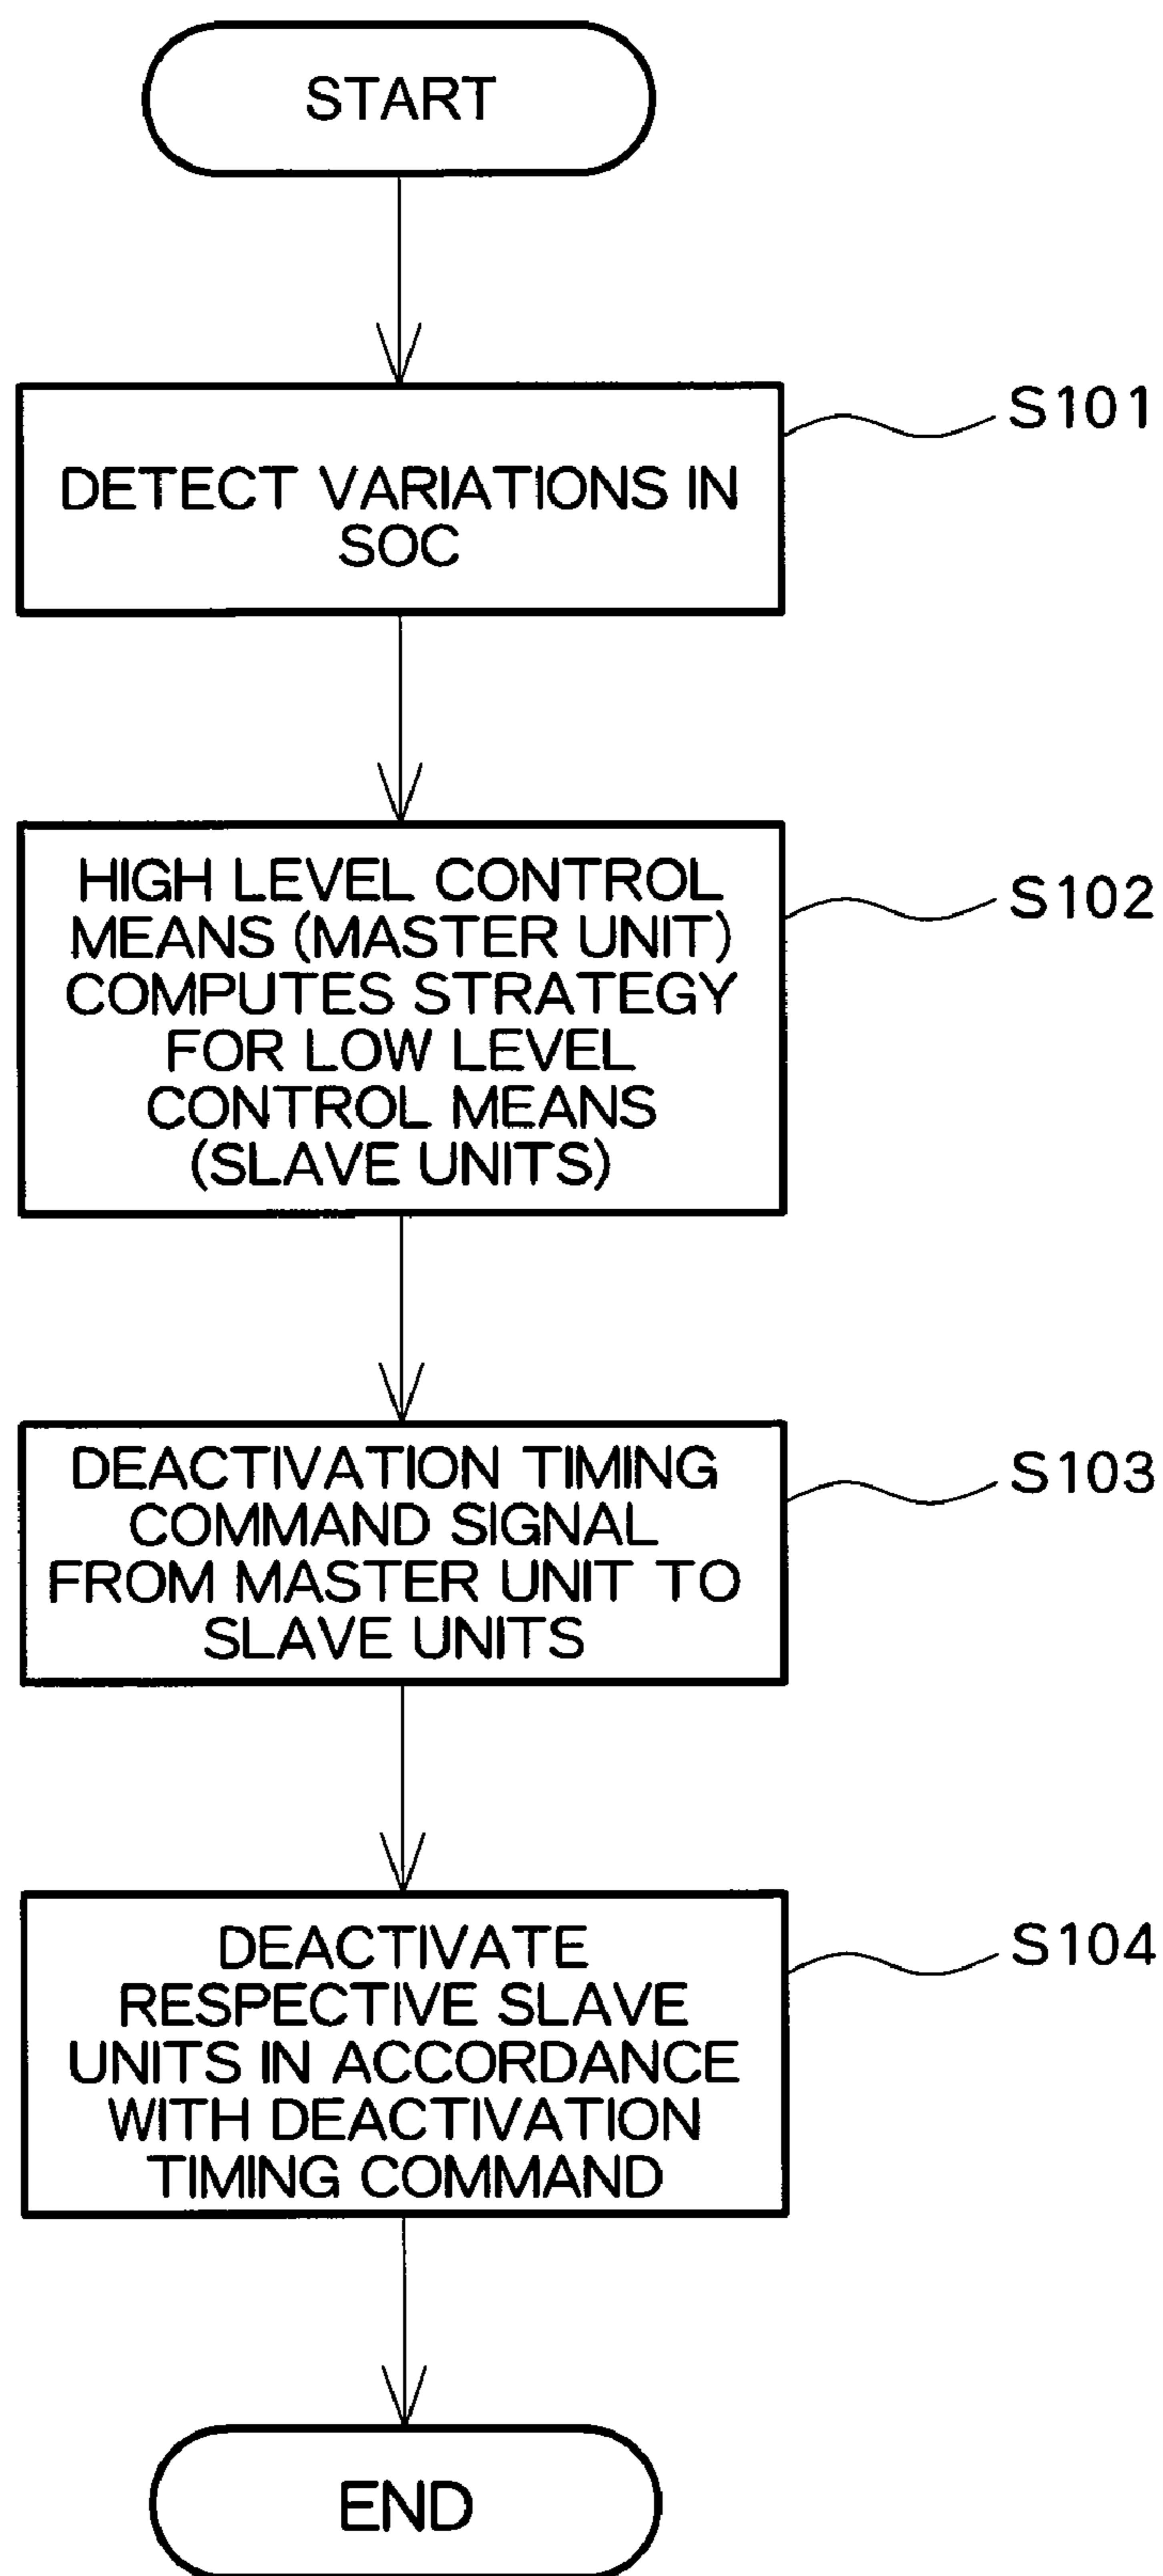 START
DETECT VARIATIONS IN
SOC
S101
HIGH LEVEL CONTROL
MEANS (MASTER UNIT)
COMPUTES STRATEGY
FOR LOW LEVEL
CONTROL MEANS
(SLAVE UNITS)
S102
DEACTIVATION TIMING
COMMAND SIGNAL
FROM MASTER UNIT TO
SLAVE UNITS
S103
DEACTIVATE
RESPECTIVE SLAVE
UNITS IN ACCORDANCE
WITH DEACTIVATION
TIMING COMMAND
S104
END